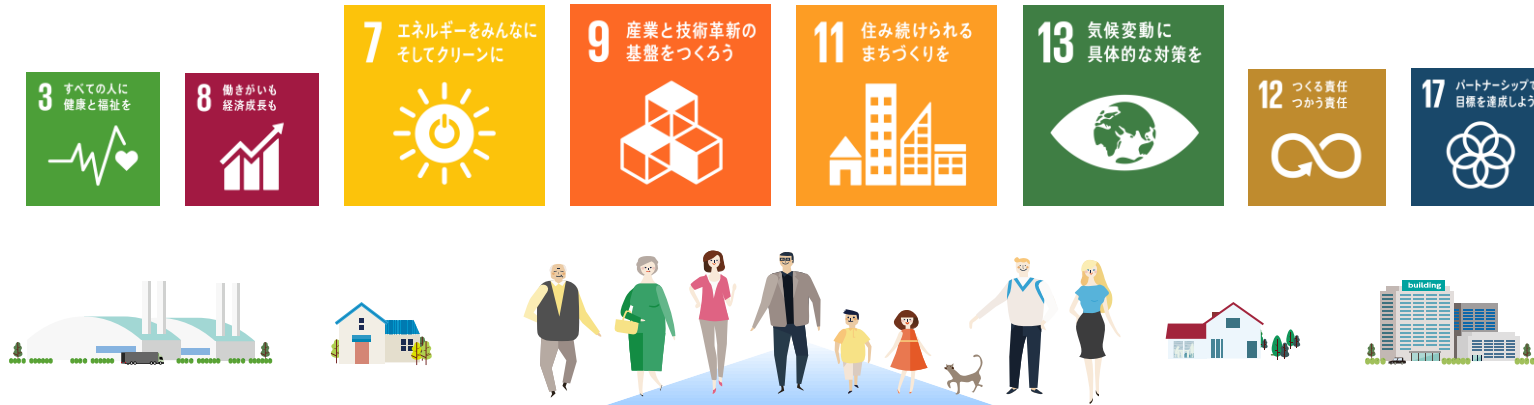 3 すべての人に
健康と福祉を
8 働きがいも
経済成長も
7 エネルギーをみんなに
そしてクリーンに
9 産業と技術革新の
基盤をつくろう
11 住み続けられる
まちづくりを
13 気候変動に
具体的な対策を
12 つくる責任
つかう責任
17 パートナーシップで
目標を達成しよう
building